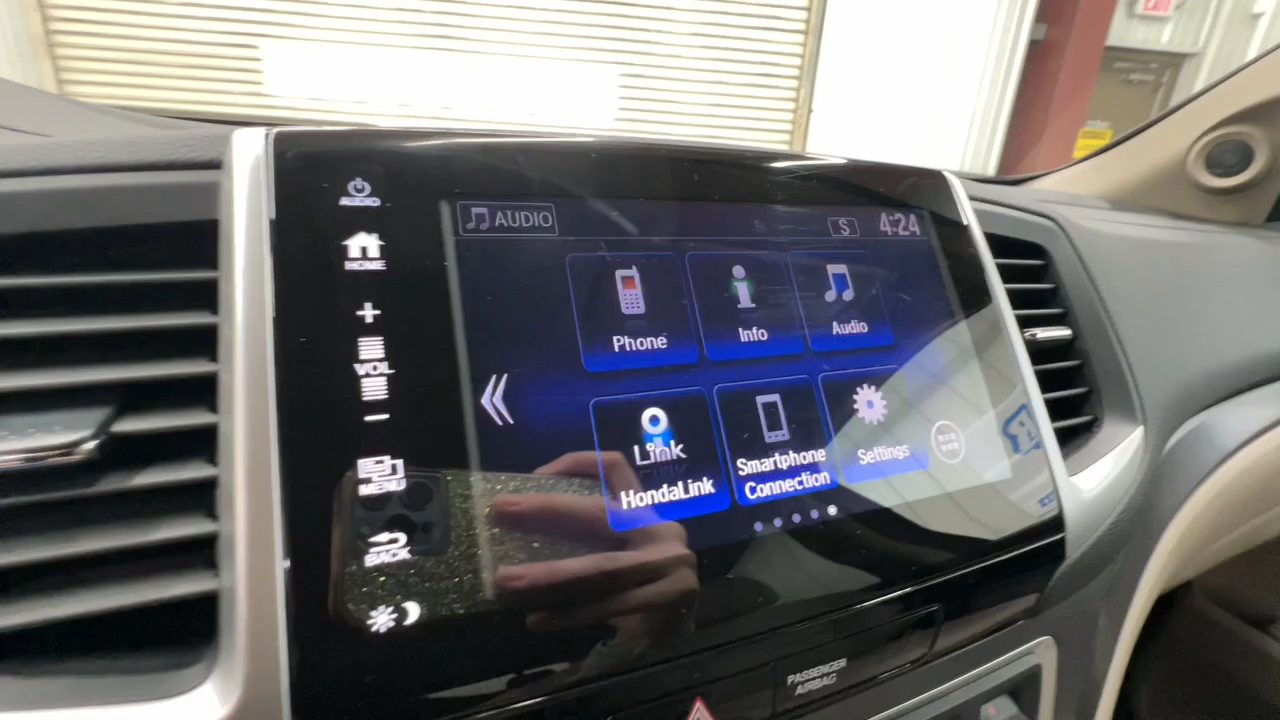 AUDIO
HOME
+
VOL
−
MENU
BACK
AUDIO
S
4:24
Phone
Info
Audio
Link
HondaLink
Smartphone
Connection
Settings
PASSENGER
AIRBAG